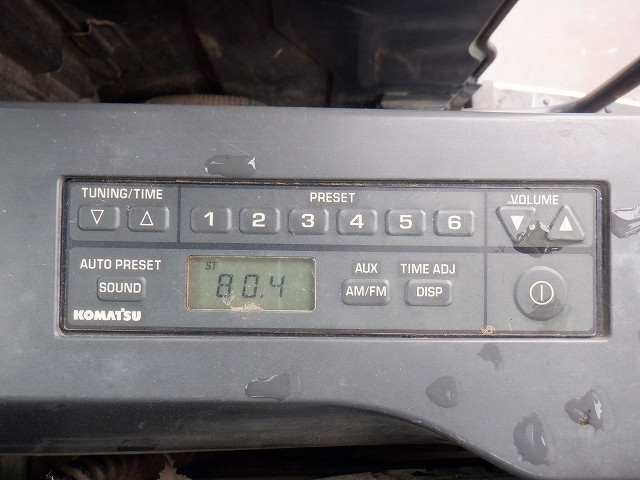 TUNING/TIME
PRESET
VOLUME
1 2 3 4 5 6
AUTO PRESET
SOUND
ST
80.4
AUX
AM/FM
TIME ADJ
DISP
KOMATSU